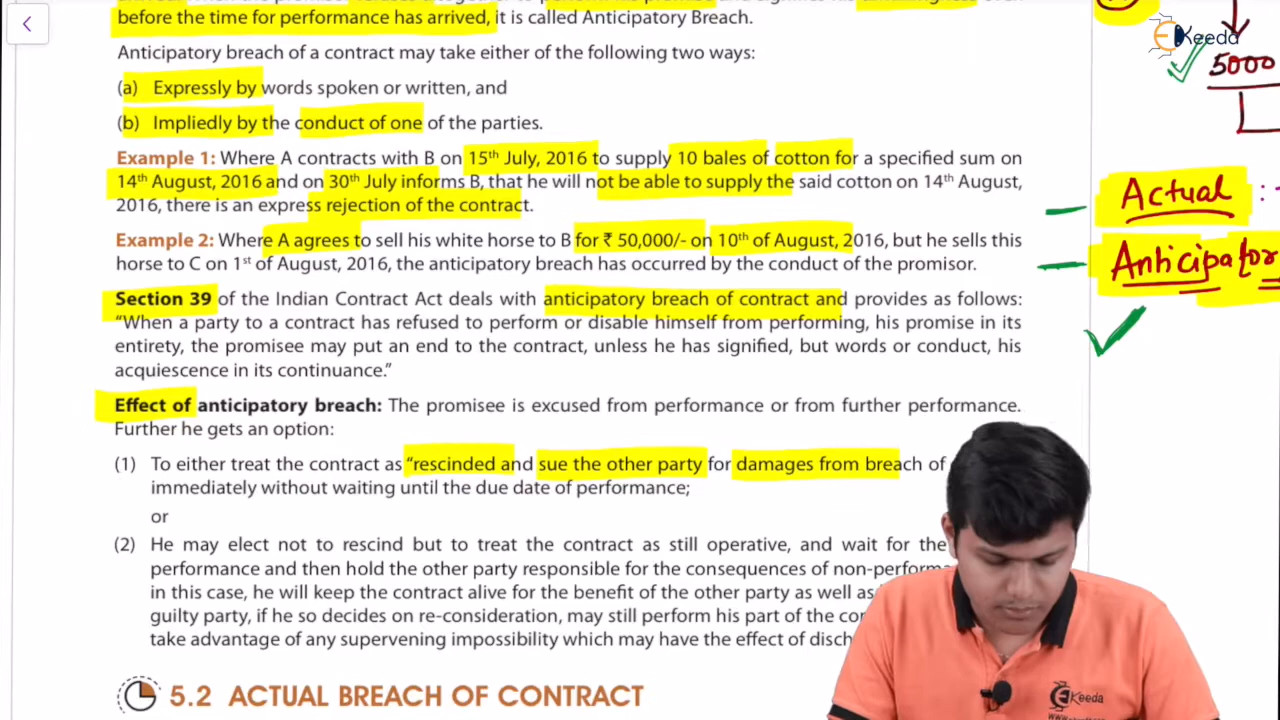 before the time for performance has arrived, it is called Anticipatory Breach.
Anticipatory breach of a contract may take either of the following two ways:
(a) Expressly by words spoken or written, and
(b) Impliedly by the conduct of one of the parties.
Example 1: Where A contracts with B on 15th July, 2016 to supply 10 bales of cotton for a specified sum on
14th August, 2016 and on 30th July informs B, that he will not be able to supply the said cotton on 14th August,
2016, there is an express rejection of the contract.
Example 2: Where A agrees to sell his white horse to B for ₹ 50,000/- on 10th of August, 2016, but he sells this
horse to C on 1st of August, 2016, the anticipatory breach has occurred by the conduct of the promisor.
Section 39 of the Indian Contract Act deals with anticipatory breach of contract and provides as follows:
“When a party to a contract has refused to perform or disable himself from performing, his promise in its
entirety, the promisee may put an end to the contract, unless he has signified, but words or conduct, his
acquiescence in its continuance.”
Effect of anticipatory breach: The promisee is excused from performance or from further performance.
Further he gets an option:
(1) To either treat the contract as “rescinded and sue the other party for damages from breach of
immediately without waiting until the due date of performance;
or
(2) He may elect not to rescind but to treat the contract as still operative, and wait for the
performance and then hold the other party responsible for the consequences of non-perform
in this case, he will keep the contract alive for the benefit of the other party as well as
guilty party, if he so decides on re-consideration, may still perform his part of the co
take advantage of any supervening impossibility which may have the effect of disch
5.2 ACTUAL BREACH OF CONTRACT
Keeda
5000
Actual :
Anticipator
Keeda